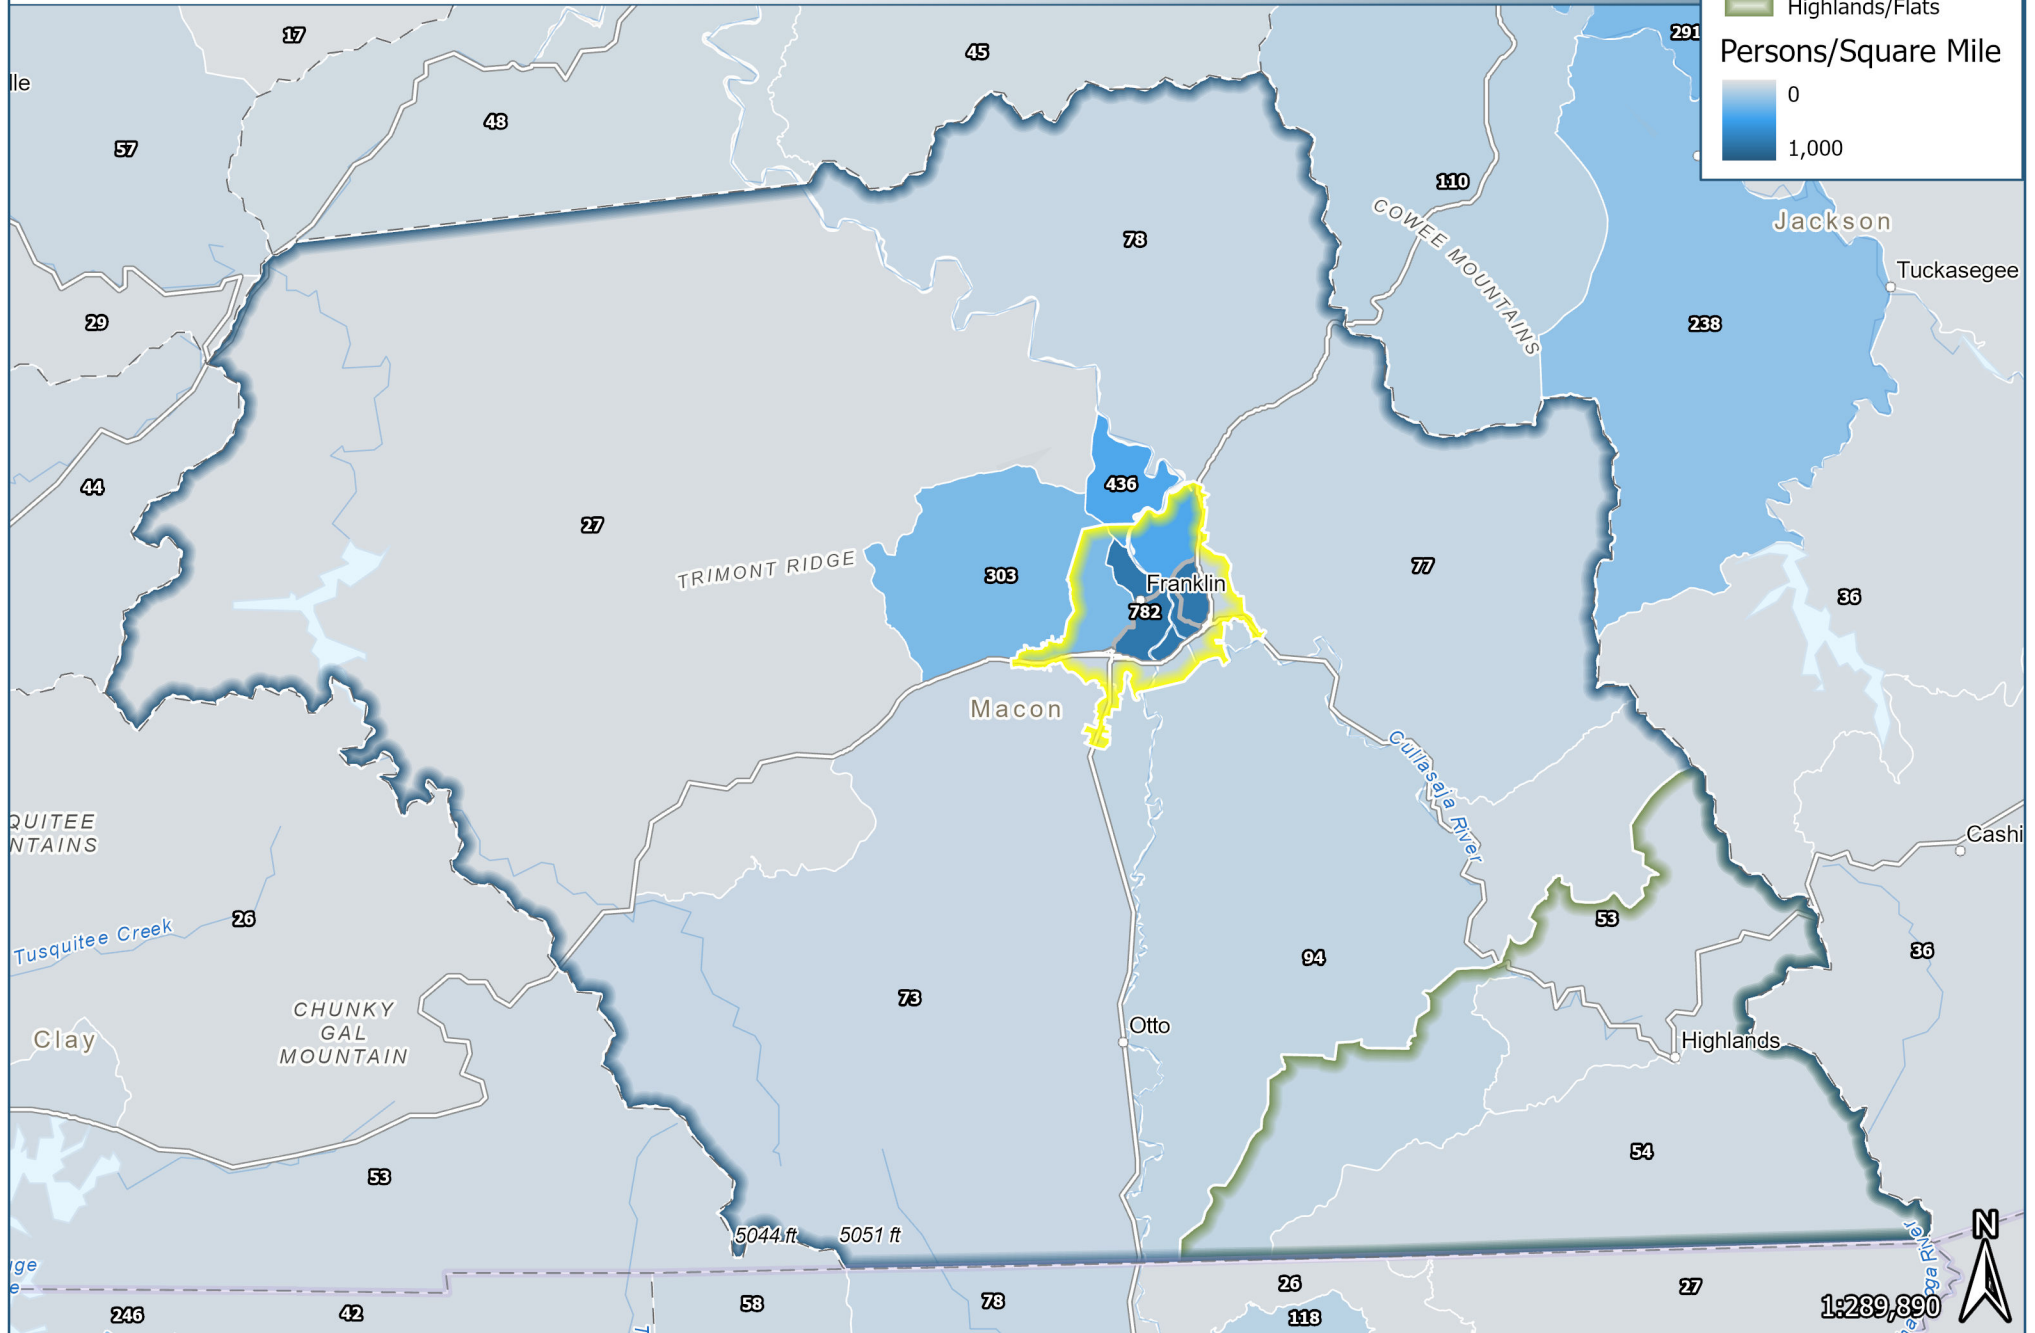 Highlands/Flats
Persons/Square Mile
0
1,000
17
45
291
lle
48
57
110
COWEE MOUNTAINS
Jackson
78
Tuckasegee
29
238
44
436
27
TRIMONT RIDGE
303
77
Franklin
782
36
Macon
Cullasaja River
QUITEE
NTAINS
Cashi
26
Tusquitee Creek
53
36
94
73
CHUNKY
GAL
MOUNTAIN
Clay
Otto
Highlands
54
53
5044 ft
5051 ft
N
River
oga
uge
e
26
27
246
42
58
78
118
1:289,890